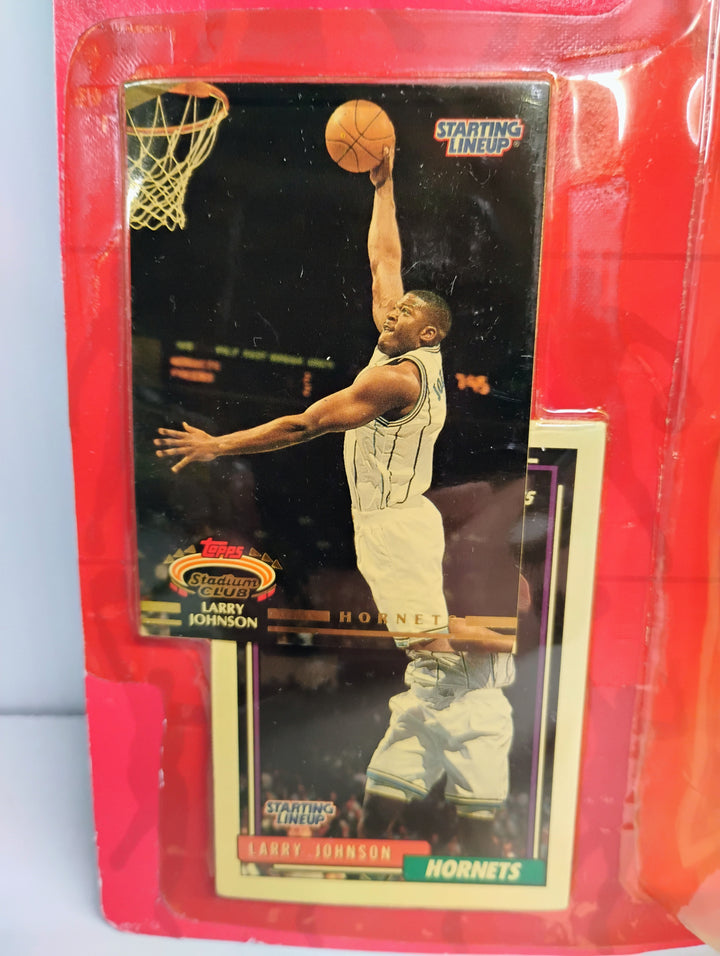 STARTING
LINEUP®
Topps
Stadium
CLUB
LARRY
JOHNSON
HORNETS
STARTING
LINEUP
LARRY JOHNSON
HORNETS